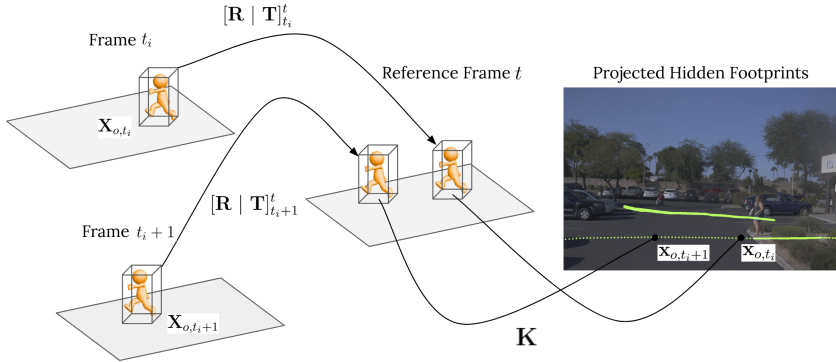 [R | T]^t_{t_i}
Frame t_i
Reference Frame t
Projected Hidden Footprints
X_{o,t_i}
[R | T]^t_{t_i+1}
Frame t_i + 1
x_{o,t_i+1}
x_{o,t_i}
X_{o,t_i+1}
K